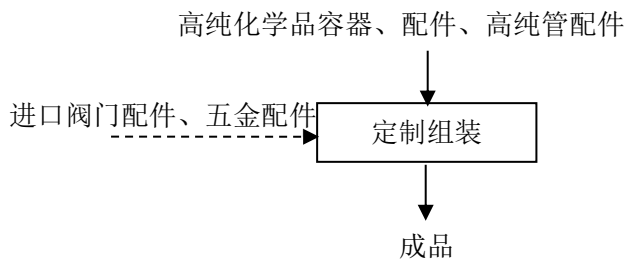 高纯化学品容器、配件、高纯管配件
进口阀门配件、五金配件
定制组装
成品